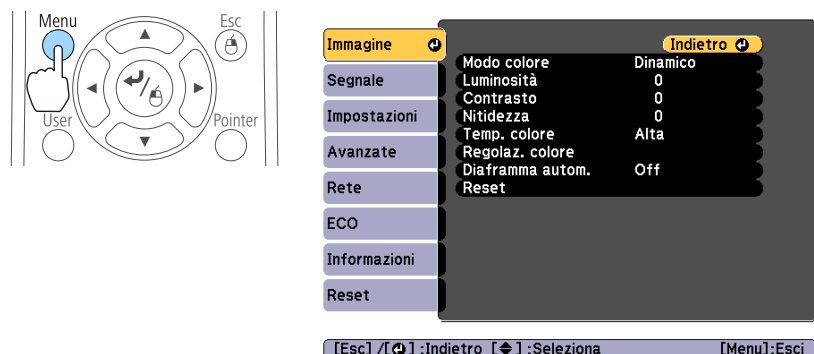 Menu
Esc
User
Pointer
Immagine
Segnale
Impostazioni
Avanzate
Rete
ECO
Informazioni
Reset
Indietro
Modo colore Dinamico
Luminosità 0
Contrasto 0
Nitidezza 0
Temp. colore Alta
Regolaz. colore
Diaframma autom. Off
Reset
[Esc] /[ ] :Indietro [ ] :Seleziona [Menu]:Esci